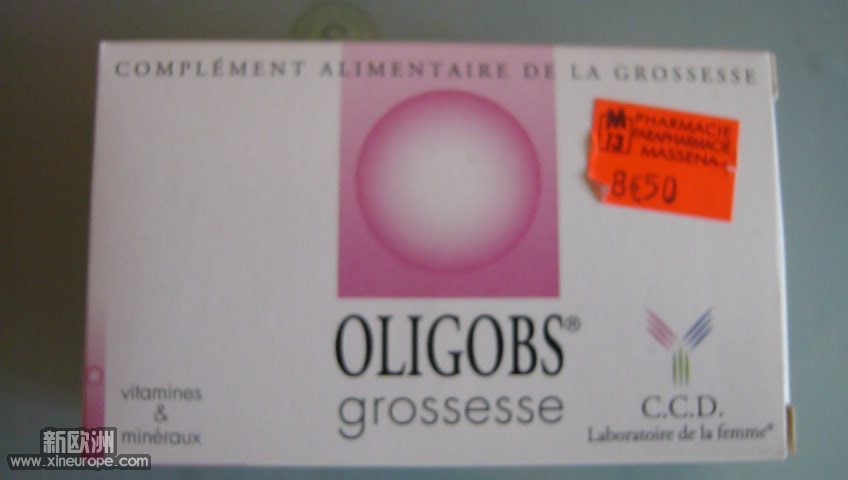 COMPLÉMENT ALIMENTAIRE DE LA GROSSESSE
PHARMACIE
PARAPHARMACIE
MASSENA
8€50
OLIGOBS®
grossesse
vitamines
&
minéraux
C.C.D.
Laboratoire de la femme®
新欧洲
www.xineurope.com